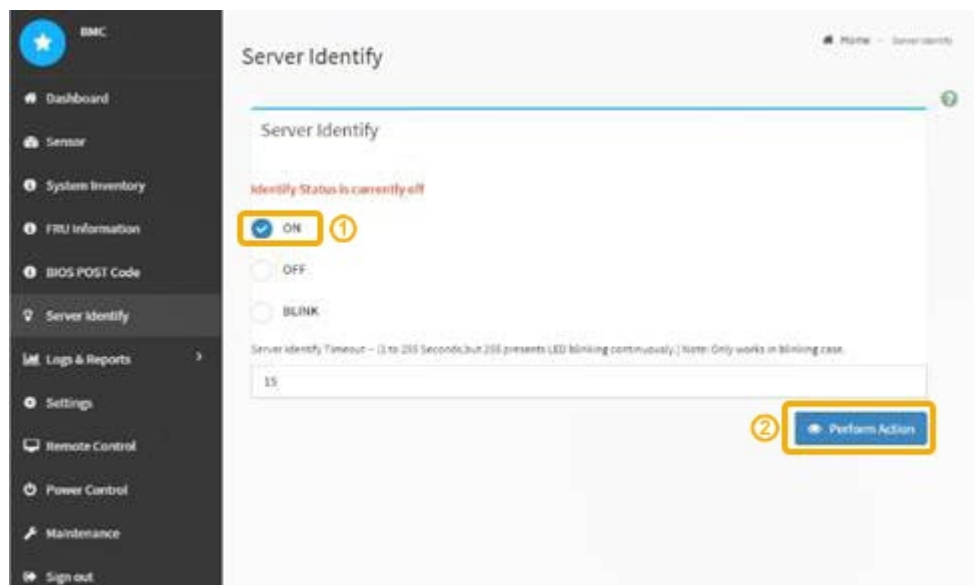 BMC
Dashboard
Sensor
System Inventory
FRU Information
BIOS POST Code
Server Identify
Logs & Reports
Settings
Remote Control
Power Control
Maintenance
Sign out
Home - Server Identify
Server Identify
Server Identify
Identify Status is currently off
ON
1
OFF
BLINK
Server Identify Timeout - (1 to 255 Seconds,but 255 presents LED blinking continuously.) Note: Only works in blinking case.
15
2
Perform Action